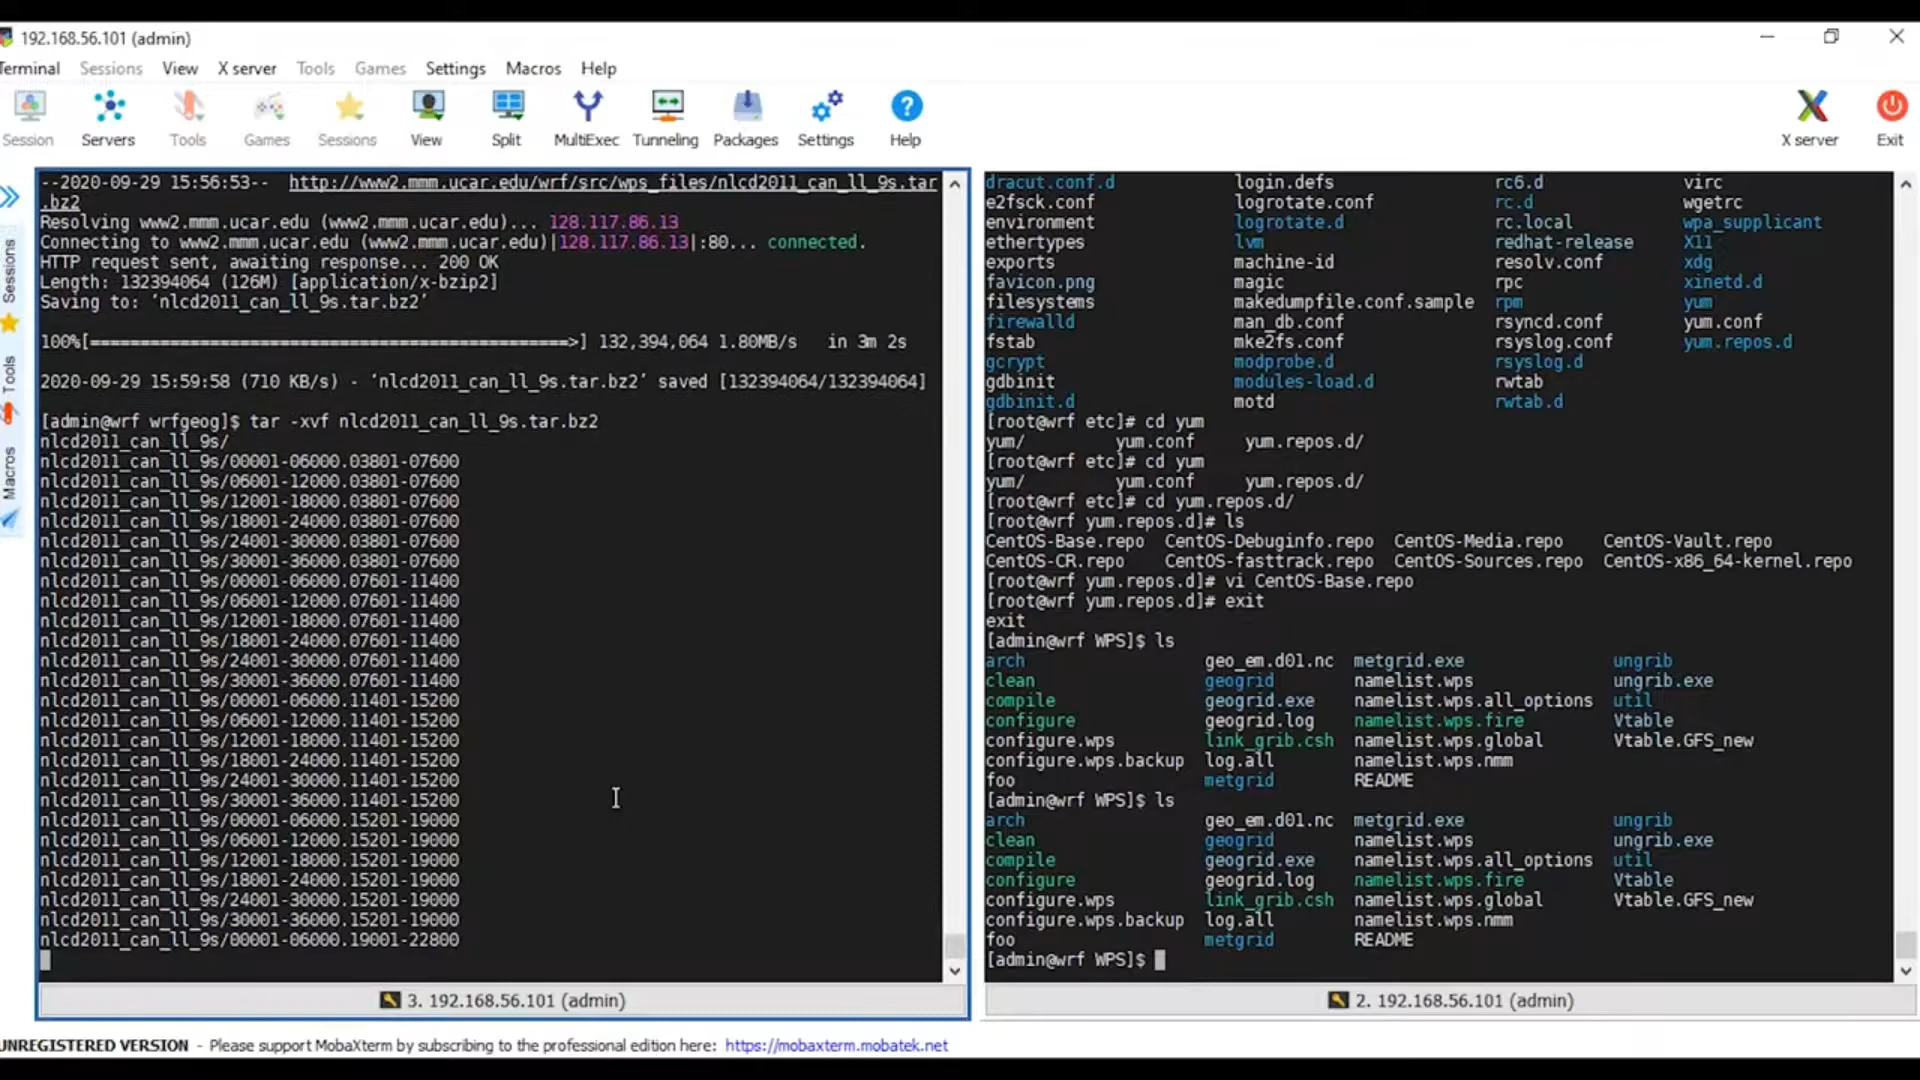 192.168.56.101 (admin)
Terminal Sessions View X server Tools Games Settings Macros Help
Session Servers Tools Games Sessions View Split MultiExec Tunneling Packages Settings Help X server Exit
Sessions
Tools
Macros
--2020-09-29 15:56:53--  http://www2.mmm.ucar.edu/wrf/src/wps_files/nlcd2011_can_ll_9s.tar
.bz2
Resolving www2.mmm.ucar.edu (www2.mmm.ucar.edu)... 128.117.86.13
Connecting to www2.mmm.ucar.edu (www2.mmm.ucar.edu)|128.117.86.13|:80... connected.
HTTP request sent, awaiting response... 200 OK
Length: 132394064 (126M) [application/x-bzip2]
Saving to: ‘nlcd2011_can_ll_9s.tar.bz2’
100%[================================================>] 132,394,064 1.80MB/s   in 3m 2s
2020-09-29 15:59:58 (710 KB/s) - ‘nlcd2011_can_ll_9s.tar.bz2’ saved [132394064/132394064]
[admin@wrf wrfgeog]$ tar -xvf nlcd2011_can_ll_9s.tar.bz2
nlcd2011_can_ll_9s/
nlcd2011_can_ll_9s/00001-06000.03801-07600
nlcd2011_can_ll_9s/06001-12000.03801-07600
nlcd2011_can_ll_9s/12001-18000.03801-07600
nlcd2011_can_ll_9s/18001-24000.03801-07600
nlcd2011_can_ll_9s/24001-30000.03801-07600
nlcd2011_can_ll_9s/30001-36000.03801-07600
nlcd2011_can_ll_9s/00001-06000.07601-11400
nlcd2011_can_ll_9s/06001-12000.07601-11400
nlcd2011_can_ll_9s/12001-18000.07601-11400
nlcd2011_can_ll_9s/18001-24000.07601-11400
nlcd2011_can_ll_9s/24001-30000.07601-11400
nlcd2011_can_ll_9s/30001-36000.07601-11400
nlcd2011_can_ll_9s/00001-06000.11401-15200
nlcd2011_can_ll_9s/06001-12000.11401-15200
nlcd2011_can_ll_9s/12001-18000.11401-15200
nlcd2011_can_ll_9s/18001-24000.11401-15200
nlcd2011_can_ll_9s/24001-30000.11401-15200
nlcd2011_can_ll_9s/30001-36000.11401-15200
nlcd2011_can_ll_9s/00001-06000.15201-19000
nlcd2011_can_ll_9s/06001-12000.15201-19000
nlcd2011_can_ll_9s/12001-18000.15201-19000
nlcd2011_can_ll_9s/18001-24000.15201-19000
nlcd2011_can_ll_9s/24001-30000.15201-19000
nlcd2011_can_ll_9s/30001-36000.15201-19000
nlcd2011_can_ll_9s/00001-06000.19001-22800
3. 192.168.56.101 (admin)
dracut.conf.d login.defs rc6.d virc
e2fsck.conf logrotate.conf rc.d wgetrc
environment logrotate.d rc.local wpa_supplicant
ethertypes lvm redhat-release X11
exports machine-id resolv.conf xdg
favicon.png magic rpc xinetd.d
filesystems makedumpfile.conf.sample rpm yum
firewalld man_db.conf rsyncd.conf yum.conf
fstab mke2fs.conf rsyslog.conf yum.repos.d
gcrypt modprobe.d rsyslog.d
gdbinit modules-load.d rwtab
gdbinit.d motd rwtab.d
[root@wrf etc]# cd yum
yum/ yum.conf yum.repos.d/
[root@wrf etc]# cd yum
yum/ yum.conf yum.repos.d/
[root@wrf etc]# cd yum.repos.d/
[root@wrf yum.repos.d]# ls
CentOS-Base.repo CentOS-Debuginfo.repo CentOS-Media.repo CentOS-Vault.repo
CentOS-CR.repo CentOS-fasttrack.repo CentOS-Sources.repo CentOS-x86_64-kernel.repo
[root@wrf yum.repos.d]# vi CentOS-Base.repo
[root@wrf yum.repos.d]# exit
exit
[admin@wrf WPS]$ ls
arch geo_em.d01.nc metgrid.exe ungrib
clean geogrid namelist.wps ungrib.exe
compile geogrid.exe namelist.wps.all_options util
configure geogrid.log namelist.wps.fire Vtable
configure.wps link_grib.csh namelist.wps.global Vtable.GFS_new
configure.wps.backup log.all namelist.wps.nmm
foo metgrid README
[admin@wrf WPS]$ ls
arch geo_em.d01.nc metgrid.exe ungrib
clean geogrid namelist.wps ungrib.exe
compile geogrid.exe namelist.wps.all_options util
configure geogrid.log namelist.wps.fire Vtable
configure.wps link_grib.csh namelist.wps.global Vtable.GFS_new
configure.wps.backup log.all namelist.wps.nmm
foo metgrid README
[admin@wrf WPS]$
2. 192.168.56.101 (admin)
UNREGISTERED VERSION - Please support MobaXterm by subscribing to the professional edition here: https://mobaxterm.mobatek.net